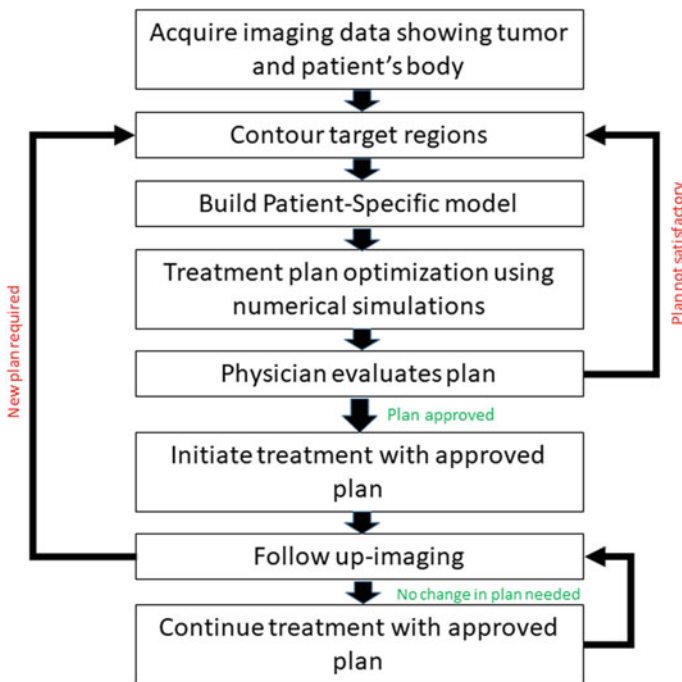 Acquire imaging data showing tumor
and patient's body
Contour target regions
Build Patient-Specific model
Treatment plan optimization using
numerical simulations
Physician evaluates plan
Plan not satisfactory
Plan approved
Initiate treatment with approved
plan
Follow up-imaging
New plan required
No change in plan needed
Continue treatment with approved
plan